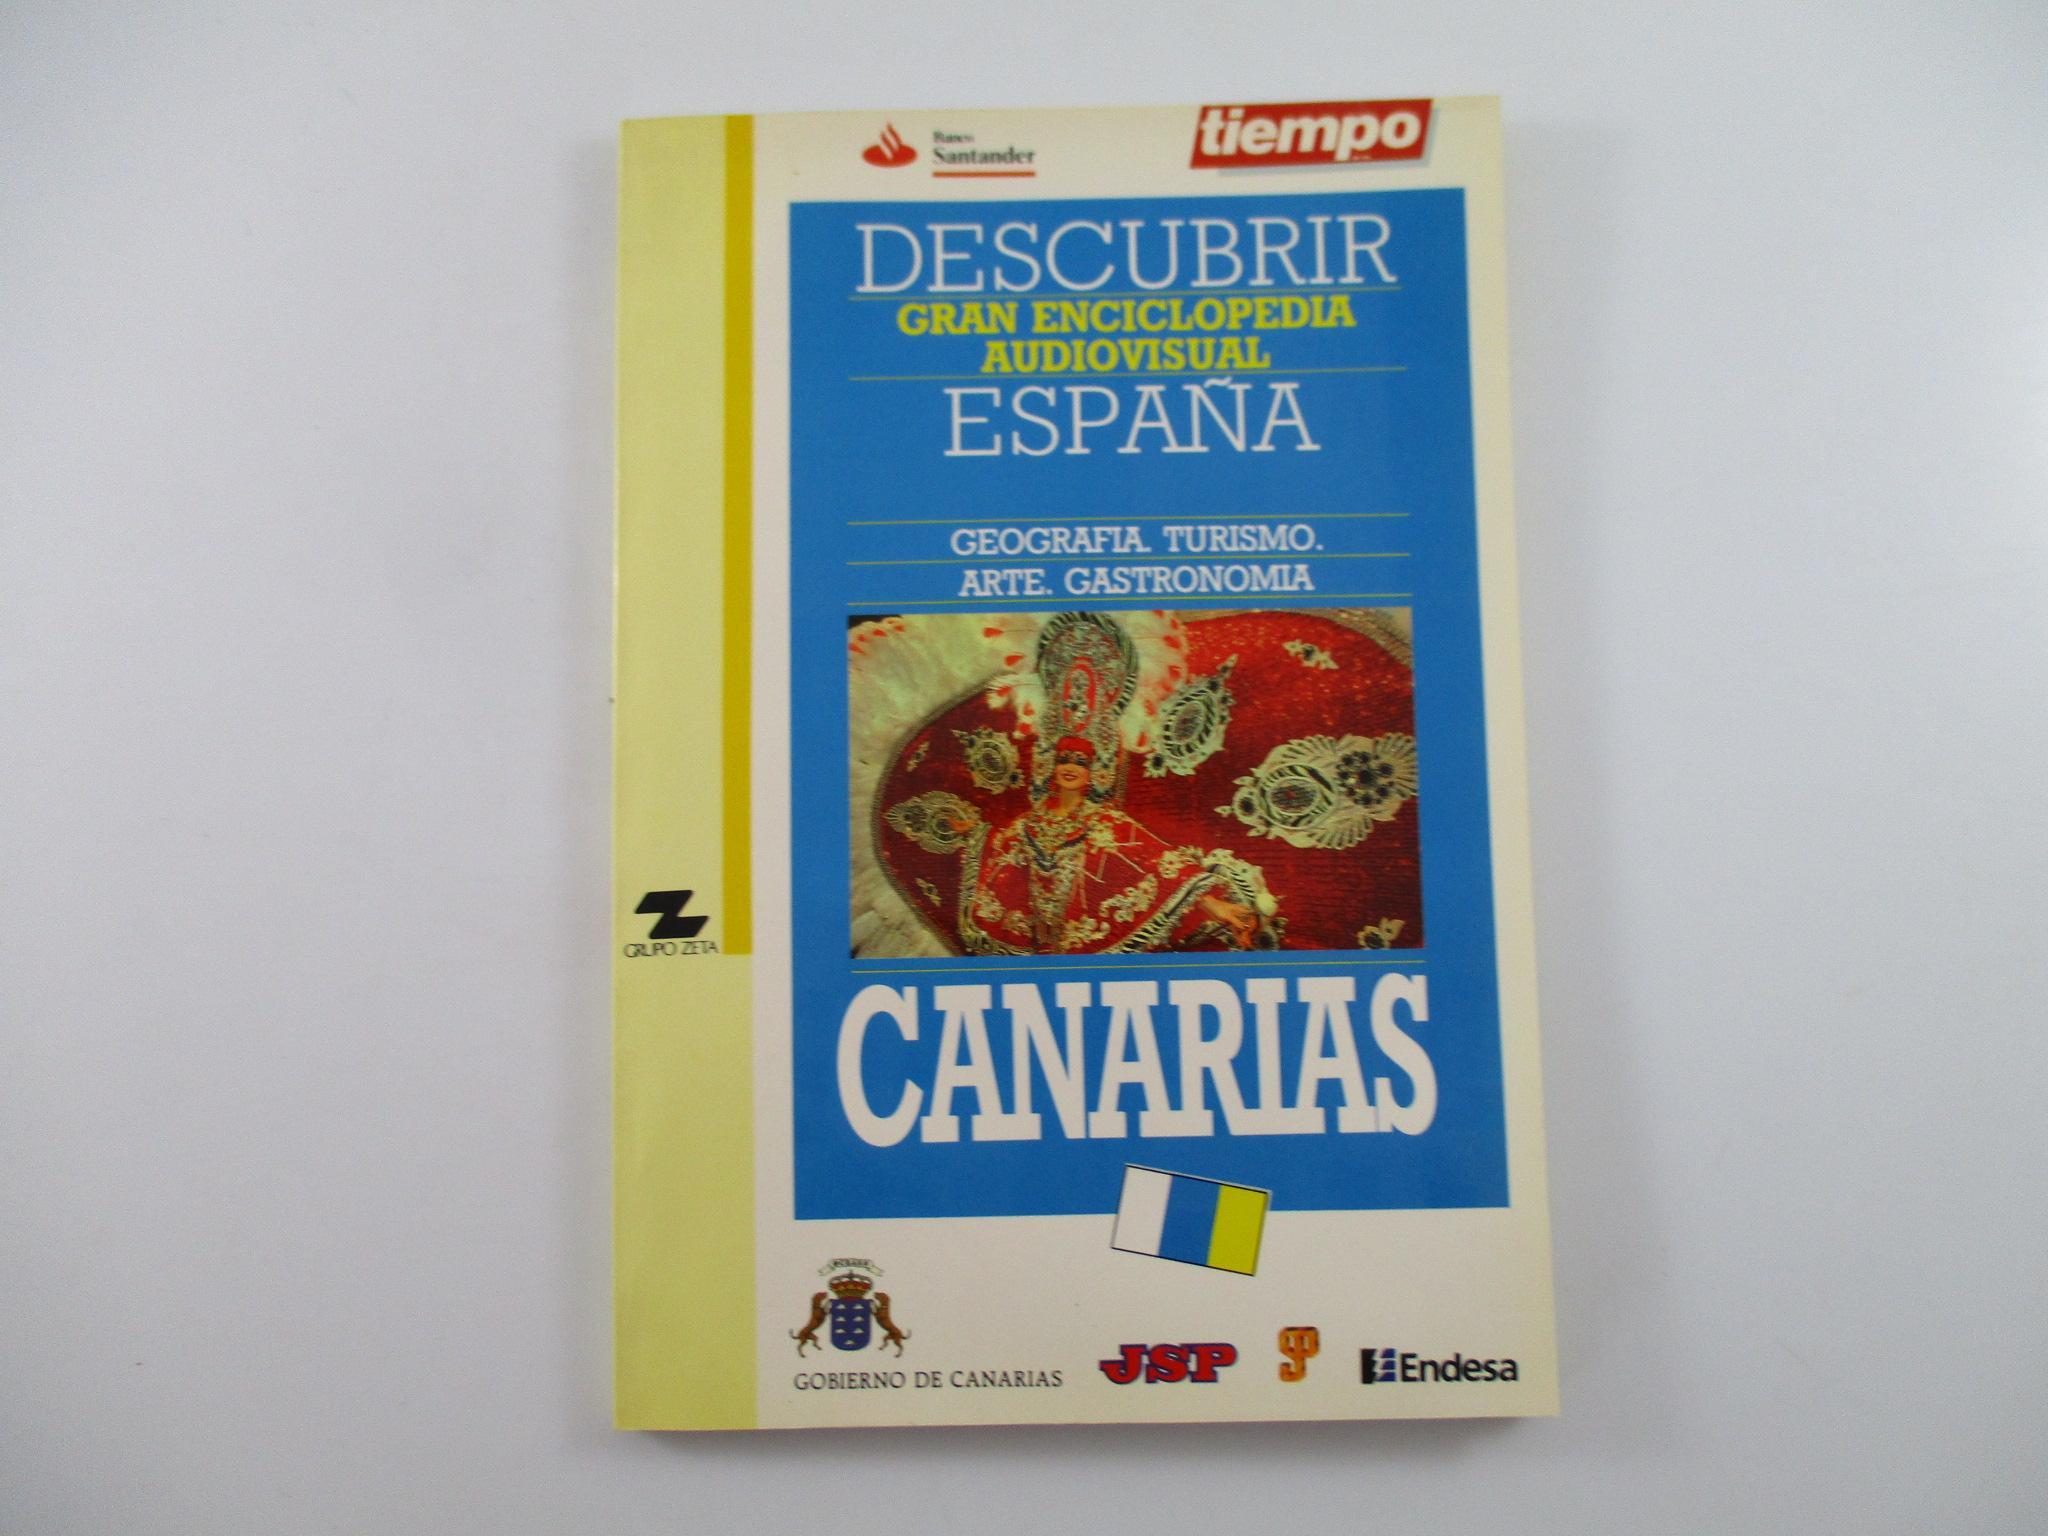 Banco
Santander
tiempo
DESCUBRIR
GRAN ENCICLOPEDIA
AUDIOVISUAL
ESPAÑA
GEOGRAFIA. TURISMO.
ARTE. GASTRONOMIA
GRUPO ZETA
CANARIAS
GOBIERNO DE CANARIAS
JSP
Endesa